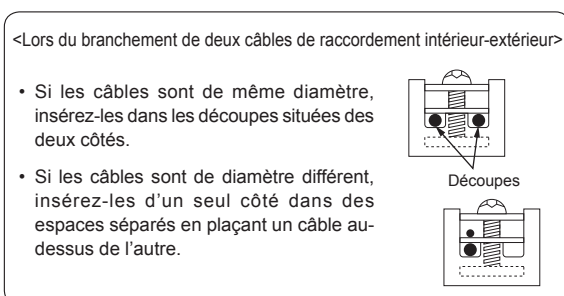 <Lors du branchement de deux câbles de raccordement intérieur-extérieur>
• Si les câbles sont de même diamètre,
insérez-les dans les découpes situées des
deux côtés.
Découpes
• Si les câbles sont de diamètre différent,
insérez-les d'un seul côté dans des
espaces séparés en plaçant un câble au-
dessus de l'autre.